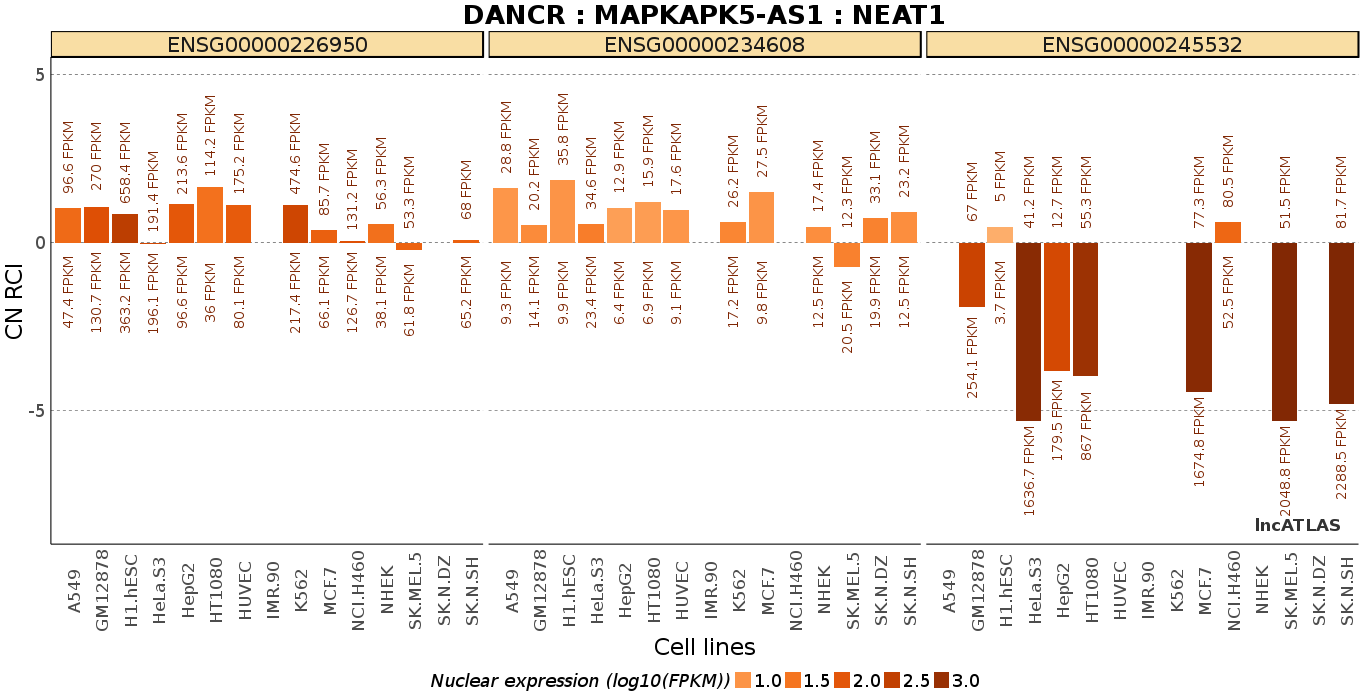 DANCR : MAPKAPK5-AS1 : NEAT1
ENSG00000226950 ENSG00000234608 ENSG00000245532
5
0
-5
CN RCI
96.6 FPKM
270 FPKM
658.4 FPKM
191.4 FPKM
213.6 FPKM
114.2 FPKM
175.2 FPKM
474.6 FPKM
85.7 FPKM
131.2 FPKM
56.3 FPKM
53.3 FPKM
68 FPKM
47.4 FPKM
130.7 FPKM
363.2 FPKM
196.1 FPKM
96.6 FPKM
36 FPKM
80.1 FPKM
217.4 FPKM
66.1 FPKM
126.7 FPKM
38.1 FPKM
61.8 FPKM
65.2 FPKM
28.8 FPKM
20.2 FPKM
35.8 FPKM
34.6 FPKM
12.9 FPKM
15.9 FPKM
17.6 FPKM
26.2 FPKM
27.5 FPKM
17.4 FPKM
12.3 FPKM
33.1 FPKM
23.2 FPKM
9.3 FPKM
14.1 FPKM
9.9 FPKM
23.4 FPKM
6.4 FPKM
6.9 FPKM
9.1 FPKM
17.2 FPKM
9.8 FPKM
12.5 FPKM
20.5 FPKM
19.9 FPKM
12.5 FPKM
67 FPKM
5 FPKM
41.2 FPKM
12.7 FPKM
55.3 FPKM
77.3 FPKM
80.5 FPKM
51.5 FPKM
81.7 FPKM
254.1 FPKM
3.7 FPKM
1636.7 FPKM
179.5 FPKM
867 FPKM
1674.8 FPKM
52.5 FPKM
2048.8 FPKM
2288.5 FPKM
lncATLAS
A549
GM12878
H1.hESC
HeLa.S3
HepG2
HT1080
HUVEC
IMR.90
K562
MCF.7
NCI.H460
NHEK
SK.MEL.5
SK.N.DZ
SK.N.SH
A549
GM12878
H1.hESC
HeLa.S3
HepG2
HT1080
HUVEC
IMR.90
K562
MCF.7
NCI.H460
NHEK
SK.MEL.5
SK.N.DZ
SK.N.SH
A549
GM12878
H1.hESC
HeLa.S3
HepG2
HT1080
HUVEC
IMR.90
K562
MCF.7
NCI.H460
NHEK
SK.MEL.5
SK.N.DZ
SK.N.SH
Cell lines
Nuclear expression (log10(FPKM)) 1.0 1.5 2.0 2.5 3.0